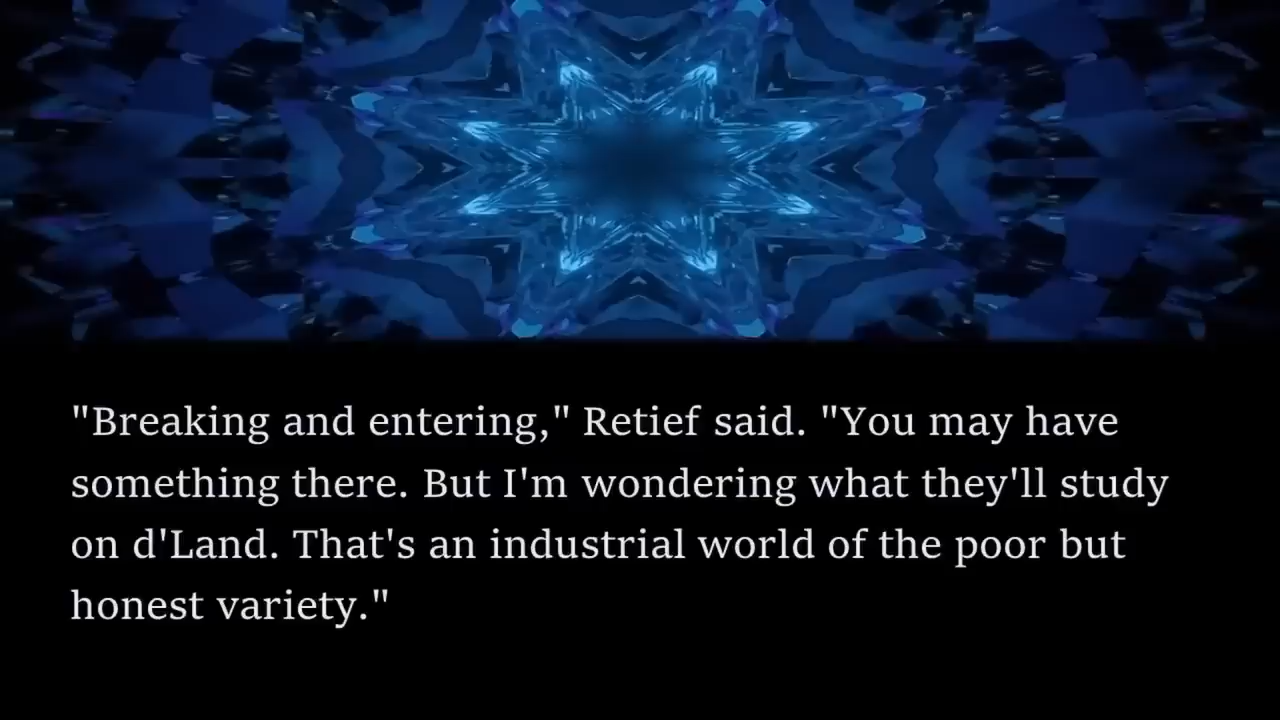 "Breaking and entering," Retief said. "You may have
something there. But I'm wondering what they'll study
on d'Land. That's an industrial world of the poor but
honest variety."